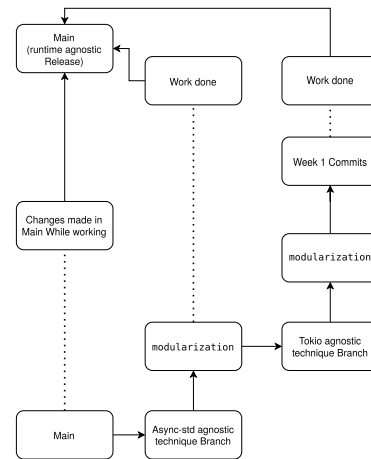 Main
(runtime agnostic
Release)
Work done
Work done
Week 1 Commits
Changes made in
Main While working
modularization
modularization
Tokio agnostic
technique Branch
Main
Async-std agnostic
technique Branch